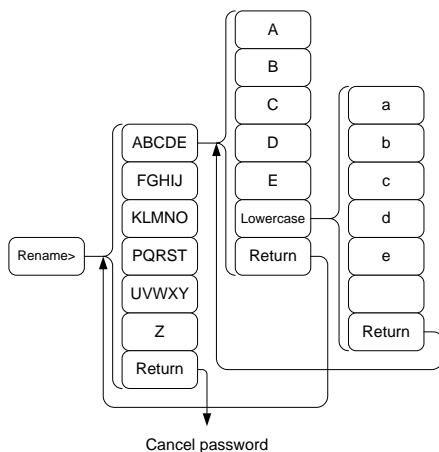 Rename>
ABCDE
FGHIJ
KLMNO
PQRST
UVWXY
Z
Return
A
B
C
D
E
Lowercase
Return
a
b
c
d
e
Return
Cancel password